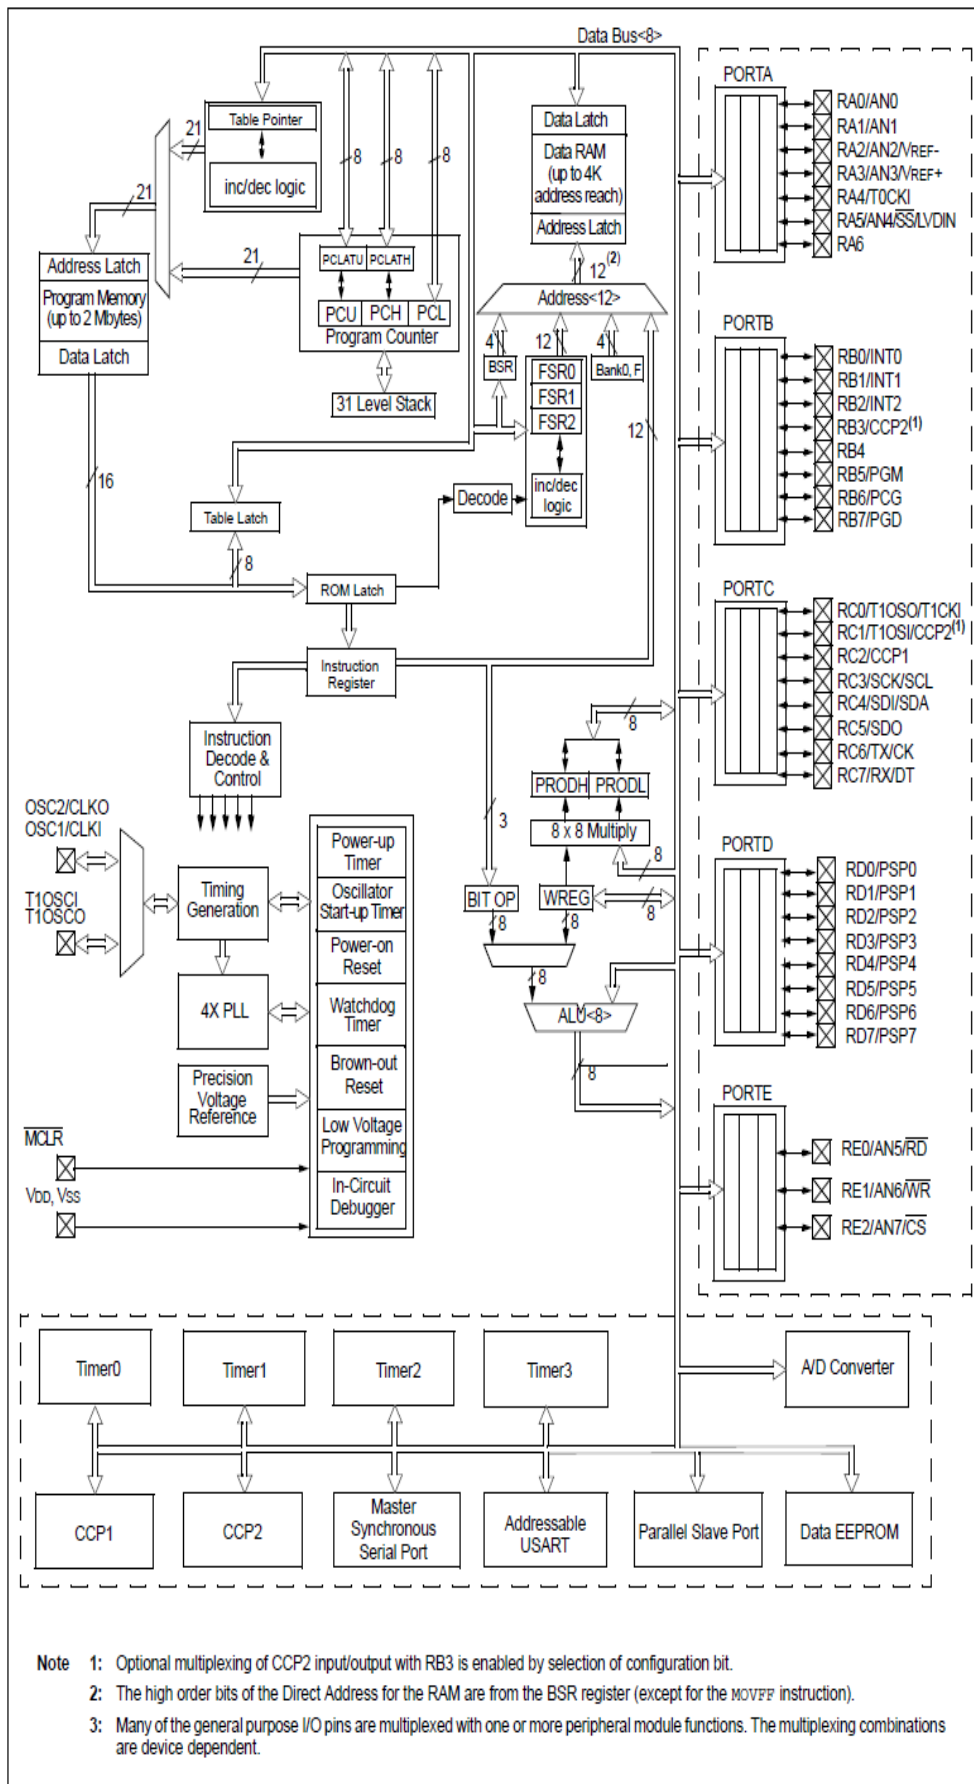 Data Bus<8>
Table Pointer
inc/dec logic
21
21
21
8
8
8
PCLATU
PCLATH
PCU
PCH
PCL
Program Counter
31 Level Stack
Address Latch
Program Memory
(up to 2 Mbytes)
Data Latch
16
Data Latch
Data RAM
(up to 4K
address reach)
Address Latch
12(2)
Address<12>
4
12
4
BSR
FSR0
FSR1
FSR2
Bank0, F
12
inc/dec
logic
Decode
Table Latch
8
ROM Latch
Instruction
Register
Instruction
Decode &
Control
OSC2/CLKO
OSC1/CLKI
T1OSCI
T1OSCO
Timing
Generation
4X PLL
Precision
Voltage
Reference
MCLR
VDD, VSS
Power-up
Timer
Oscillator
Start-up Timer
Power-on
Reset
Watchdog
Timer
Brown-out
Reset
Low Voltage
Programming
In-Circuit
Debugger
8
PRODH
PRODL
8 x 8 Multiply
3
8
BIT OP
WREG
8
8
8
8
ALU<8>
8
PORTA
RA0/AN0
RA1/AN1
RA2/AN2/VREF-
RA3/AN3/VREF+
RA4/T0CKI
RA5/AN4/SS/LVDIN
RA6
PORTB
RB0/INT0
RB1/INT1
RB2/INT2
RB3/CCP2(1)
RB4
RB5/PGM
RB6/PCG
RB7/PGD
PORTC
RC0/T1OSO/T1CKI
RC1/T1OSI/CCP2(1)
RC2/CCP1
RC3/SCK/SCL
RC4/SDI/SDA
RC5/SDO
RC6/TX/CK
RC7/RX/DT
PORTD
RD0/PSP0
RD1/PSP1
RD2/PSP2
RD3/PSP3
RD4/PSP4
RD5/PSP5
RD6/PSP6
RD7/PSP7
PORTE
RE0/AN5/RD
RE1/AN6/WR
RE2/AN7/CS
Timer0
Timer1
Timer2
Timer3
A/D Converter
CCP1
CCP2
Master
Synchronous
Serial Port
Addressable
USART
Parallel Slave Port
Data EEPROM
Note 1: Optional multiplexing of CCP2 input/output with RB3 is enabled by selection of configuration bit.
2: The high order bits of the Direct Address for the RAM are from the BSR register (except for the MOVFF instruction).
3: Many of the general purpose I/O pins are multiplexed with one or more peripheral module functions. The multiplexing combinations
are device dependent.